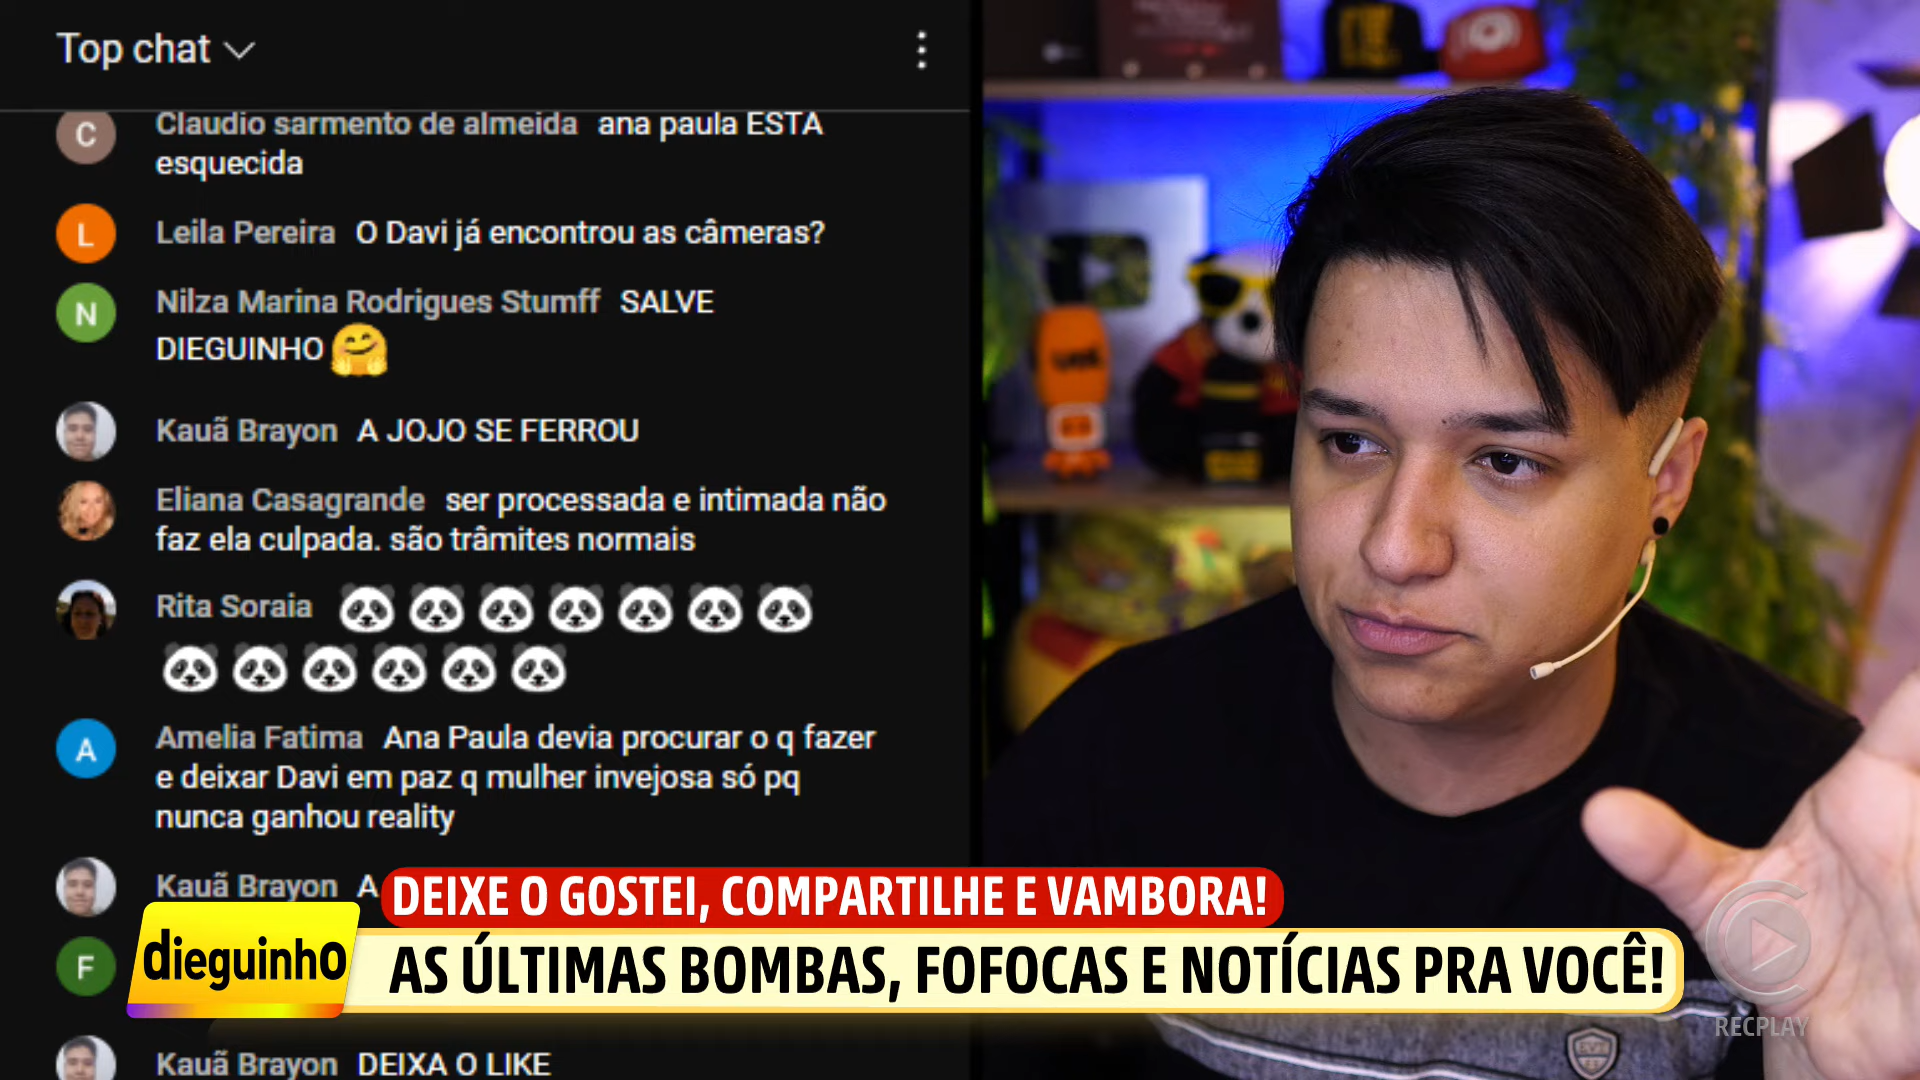 Top chat
C
Claudio sarmento de almeida ana paula ESTA
esquecida
L
Leila Pereira O Davi já encontrou as câmeras?
N
Nilza Marina Rodrigues Stumff SALVE
DIEGUINHO
Kauã Brayon A JOJO SE FERROU
Eliana Casagrande ser processada e intimada não
faz ela culpada. são trâmites normais
Rita Soraia
A
Amelia Fatima Ana Paula devia procurar o q fazer
e deixar Davi em paz q mulher invejosa só pq
nunca ganhou reality
Kauã Brayon A
F
Kauã Brayon DEIXA O LIKE
DEIXE O GOSTEI, COMPARTILHE E VAMBORA!
dieguinho
AS ÚLTIMAS BOMBAS, FOFOCAS E NOTÍCIAS PRA VOCÊ!
RECPLAY